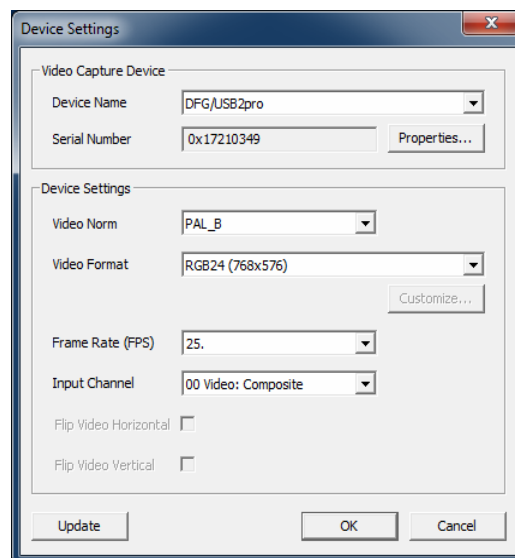 Device Settings
Video Capture Device
Device Name DFG/USB2pro
Serial Number 0x17210349 Properties...
Device Settings
Video Norm PAL_B
Video Format RGB24 (768x576)
Customize...
Frame Rate (FPS) 25.
Input Channel 00 Video: Composite
Flip Video Horizontal
Flip Video Vertical
Update OK Cancel